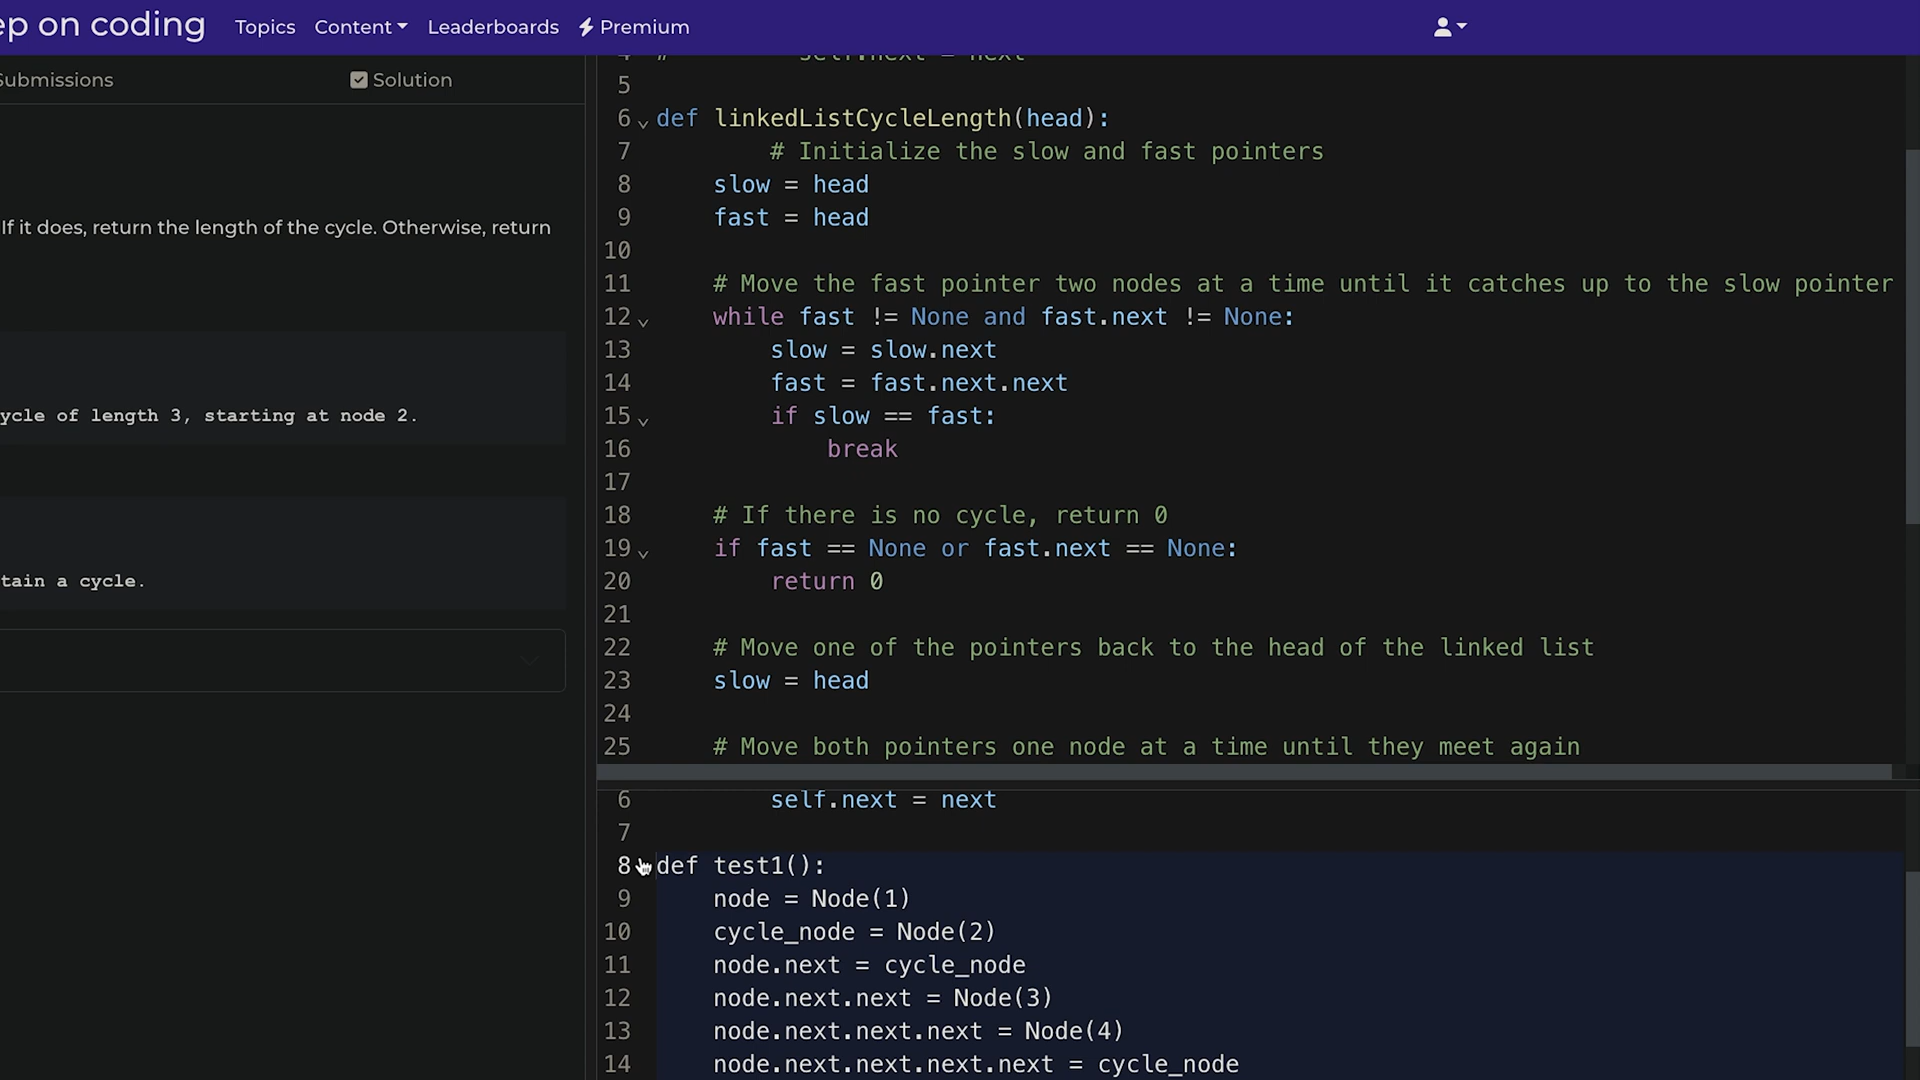 ep on coding Topics Content Leaderboards Premium
Submissions Solution
If it does, return the length of the cycle. Otherwise, return
ycle of length 3, starting at node 2.
tain a cycle.
4 # self.next = next
5
6 def linkedListCycleLength(head):
7 # Initialize the slow and fast pointers
8 slow = head
9 fast = head
10
11 # Move the fast pointer two nodes at a time until it catches up to the slow pointer
12 while fast != None and fast.next != None:
13 slow = slow.next
14 fast = fast.next.next
15 if slow == fast:
16 break
17
18 # If there is no cycle, return 0
19 if fast == None or fast.next == None:
20 return 0
21
22 # Move one of the pointers back to the head of the linked list
23 slow = head
24
25 # Move both pointers one node at a time until they meet again
6 self.next = next
7
8 def test1():
9 node = Node(1)
10 cycle_node = Node(2)
11 node.next = cycle_node
12 node.next.next = Node(3)
13 node.next.next.next = Node(4)
14 node.next.next.next.next = cycle_node